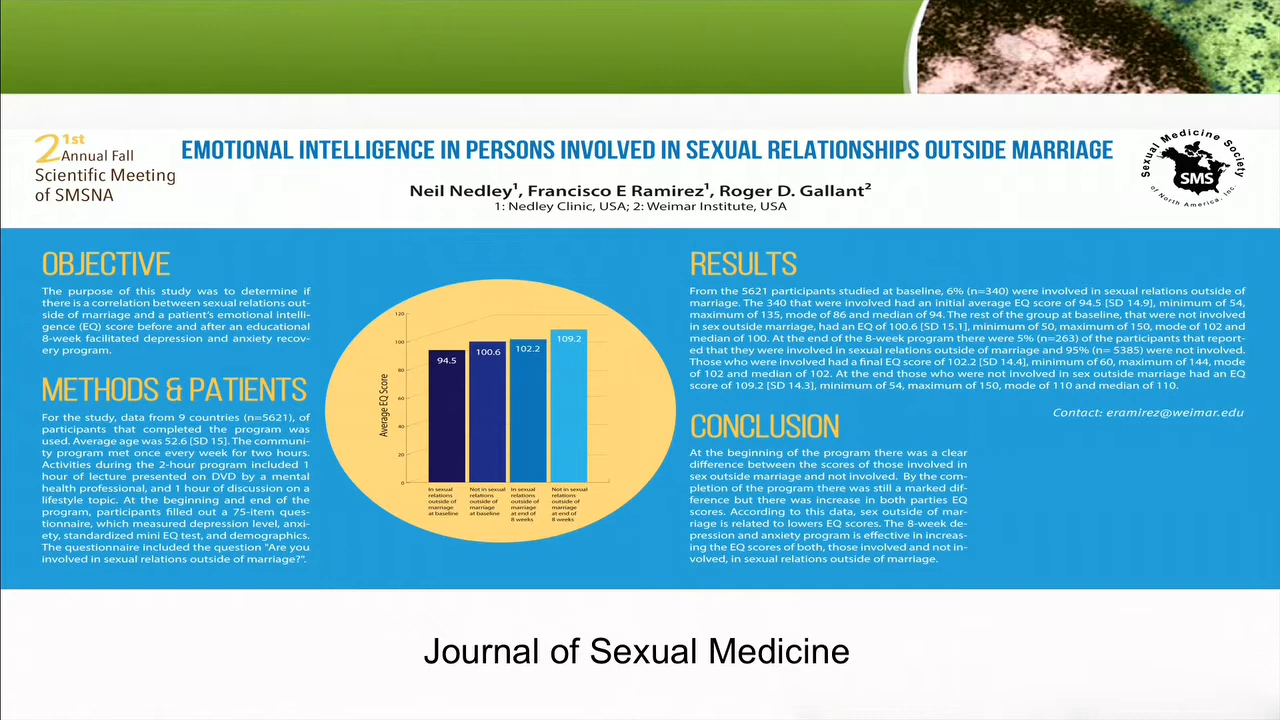 21st
Annual Fall
Scientific Meeting
of SMSNA
EMOTIONAL INTELLIGENCE IN PERSONS INVOLVED IN SEXUAL RELATIONSHIPS OUTSIDE MARRIAGE
Neil Nedley¹, Francisco E Ramirez¹, Roger D. Gallant²
1: Nedley Clinic, USA; 2: Weimar Institute, USA
Sexual Medicine Society
SMS
of North America, Inc.
OBJECTIVE
The purpose of this study was to determine if
there is a correlation between sexual relations out-
side of marriage and a patient's emotional intelli-
gence (EQ) score before and after an educational
8-week facilitated depression and anxiety recov-
ery program.
METHODS & PATIENTS
For the study, data from 9 countries (n=5621), of
participants that completed the program was
used. Average age was 52.6 [SD 15]. The communi-
ty program met once every week for two hours.
Activities during the 2-hour program included 1
hour of lecture presented on DVD by a mental
health professional, and 1 hour of discussion on a
lifestyle topic. At the beginning and end of the
program, participants filled out a 75-item ques-
tionnaire, which measured depression level, anxi-
ety, standardized mini EQ test, and demographics.
The questionnaire included the question "Are you
involved in sexual relations outside of marriage?".
Average EQ Score
120
100
80
60
40
20
0
94.5
100.6
102.2
109.2
In sexual
relations
outside of
marriage
at baseline
Not in sexual
relations
outside of
marriage
at baseline
In sexual
relations
outside of
marriage
at end of
8 weeks
Not in sexual
relations
outside of
marriage
at end of
8 weeks
RESULTS
From the 5621 participants studied at baseline, 6% (n=340) were involved in sexual relations outside of
marriage. The 340 that were involved had an initial average EQ score of 94.5 [SD 14.9], minimum of 54,
maximum of 135, mode of 86 and median of 94. The rest of the group at baseline, that were not involved
in sex outside marriage, had an EQ of 100.6 [SD 15.1], minimum of 50, maximum of 150, mode of 102 and
median of 100. At the end of the 8-week program there were 5% (n=263) of the participants that report-
ed that they were involved in sexual relations outside of marriage and 95% (n= 5385) were not involved.
Those who were involved had a final EQ score of 102.2 [SD 14.4], minimum of 60, maximum of 144, mode
of 102 and median of 102. At the end those who were not involved in sex outside marriage had an EQ
score of 109.2 [SD 14.3], minimum of 54, maximum of 150, mode of 110 and median of 110.
Contact: eramirez@weimar.edu
CONCLUSION
At the beginning of the program there was a clear
difference between the scores of those involved in
sex outside marriage and not involved. By the com-
pletion of the program there was still a marked dif-
ference but there was increase in both parties EQ
scores. According to this data, sex outside of mar-
riage is related to lowers EQ scores. The 8-week de-
pression and anxiety program is effective in increas-
ing the EQ scores of both, those involved and not in-
volved, in sexual relations outside of marriage.
Journal of Sexual Medicine